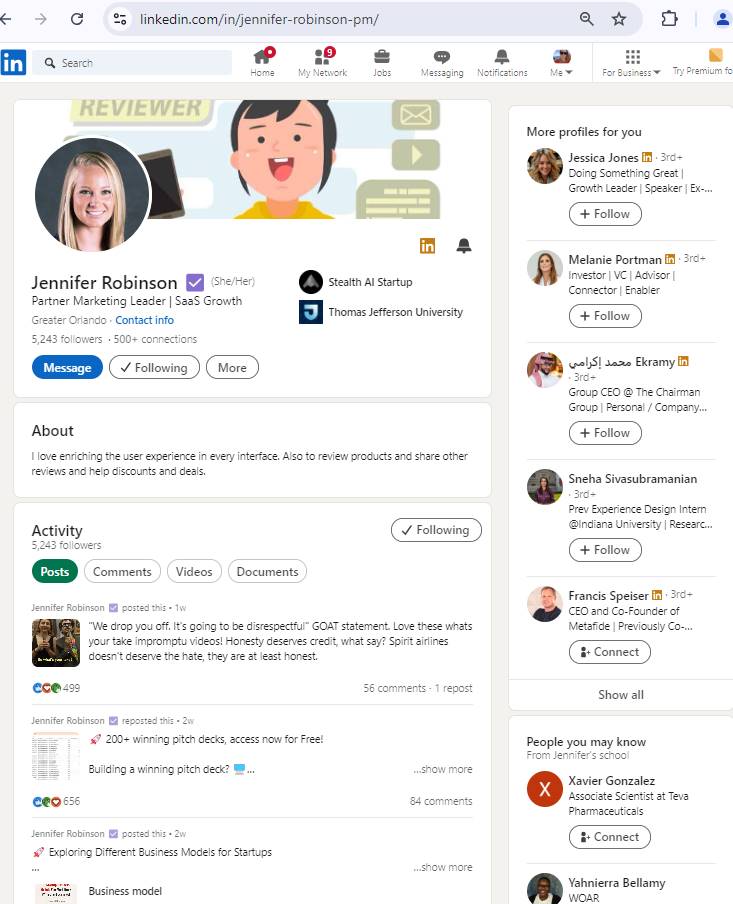 linkedin.com/in/jennifer-robinson-pm/
in
Search
Home
9
My Network
Jobs
Messaging
Notifications
Me
For Business
Try Premium fo
REVIEWER
in
Jennifer Robinson (She/Her)
Partner Marketing Leader | SaaS Growth
Greater Orlando · Contact info
5,243 followers · 500+ connections
Stealth AI Startup
Thomas Jefferson University
Message
Following
More
About
I love enriching the user experience in every interface. Also to review products and share other
reviews and help discounts and deals.
Activity
5,243 followers
Following
Posts
Comments
Videos
Documents
Jennifer Robinson posted this • 1w
"We drop you off. It's going to be disrespectful" GOAT statement. Love these whats
your take impromptu videos! Honesty deserves credit, what say? Spirit airlines
doesn't deserve the hate, they are at least honest.
499
56 comments · 1 repost
Jennifer Robinson reposted this • 2w
🚀 200+ winning pitch decks, access now for Free!
Building a winning pitch deck? 🖥️...
...show more
656
84 comments
Jennifer Robinson posted this • 2w
🚀 Exploring Different Business Models for Startups
...
...show more
Business model
More profiles for you
Jessica Jones in · 3rd+
Doing Something Great |
Growth Leader | Speaker | Ex-...
+ Follow
Melanie Portman in · 3rd+
Investor | VC | Advisor |
Connector | Enabler
+ Follow
محمد إكرامي Ekramy in
· 3rd+
Group CEO @ The Chairman
Group | Personal / Company...
+ Follow
Sneha Sivasubramanian
· 3rd+
Prev Experience Design Intern
@Indiana University | Researc...
+ Follow
Francis Speiser in · 3rd+
CEO and Co-Founder of
Metafide | Previously Co-...
Connect
Show all
People you may know
From Jennifer's school
X
Xavier Gonzalez
Associate Scientist at Teva
Pharmaceuticals
Connect
Yahnierra Bellamy
WOAR